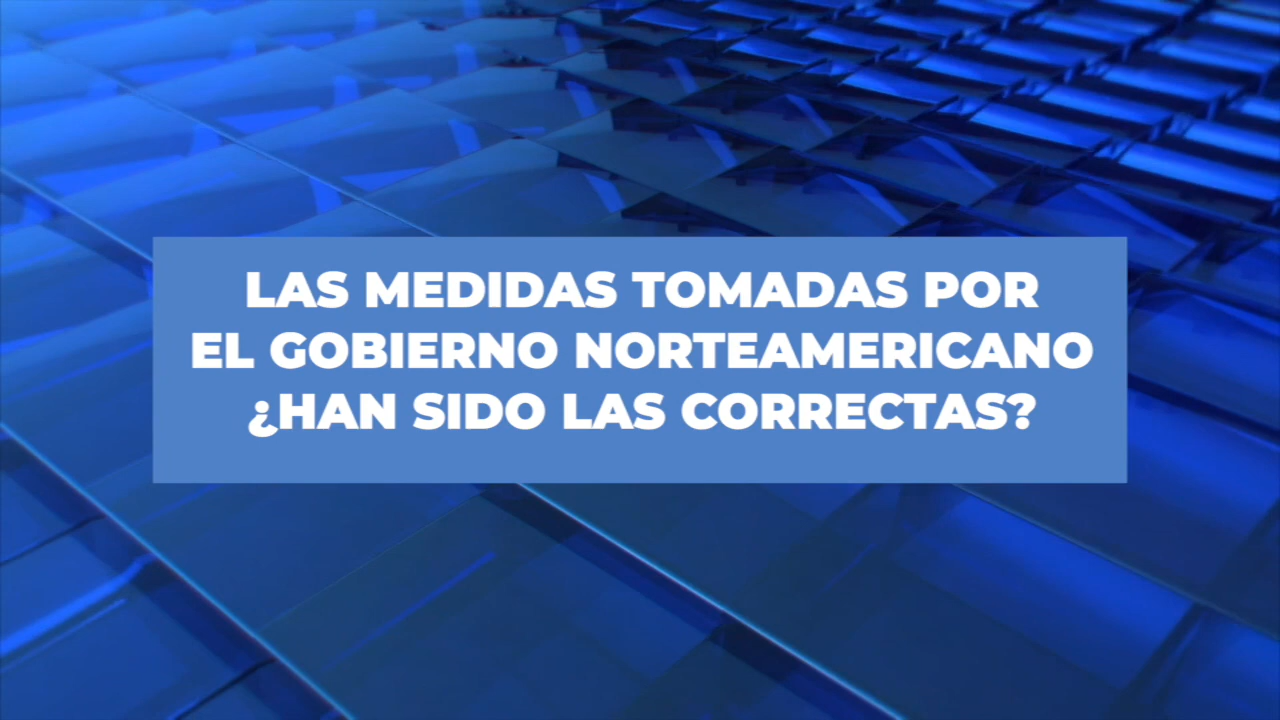 LAS MEDIDAS TOMADAS POR
EL GOBIERNO NORTEAMERICANO
¿HAN SIDO LAS CORRECTAS?